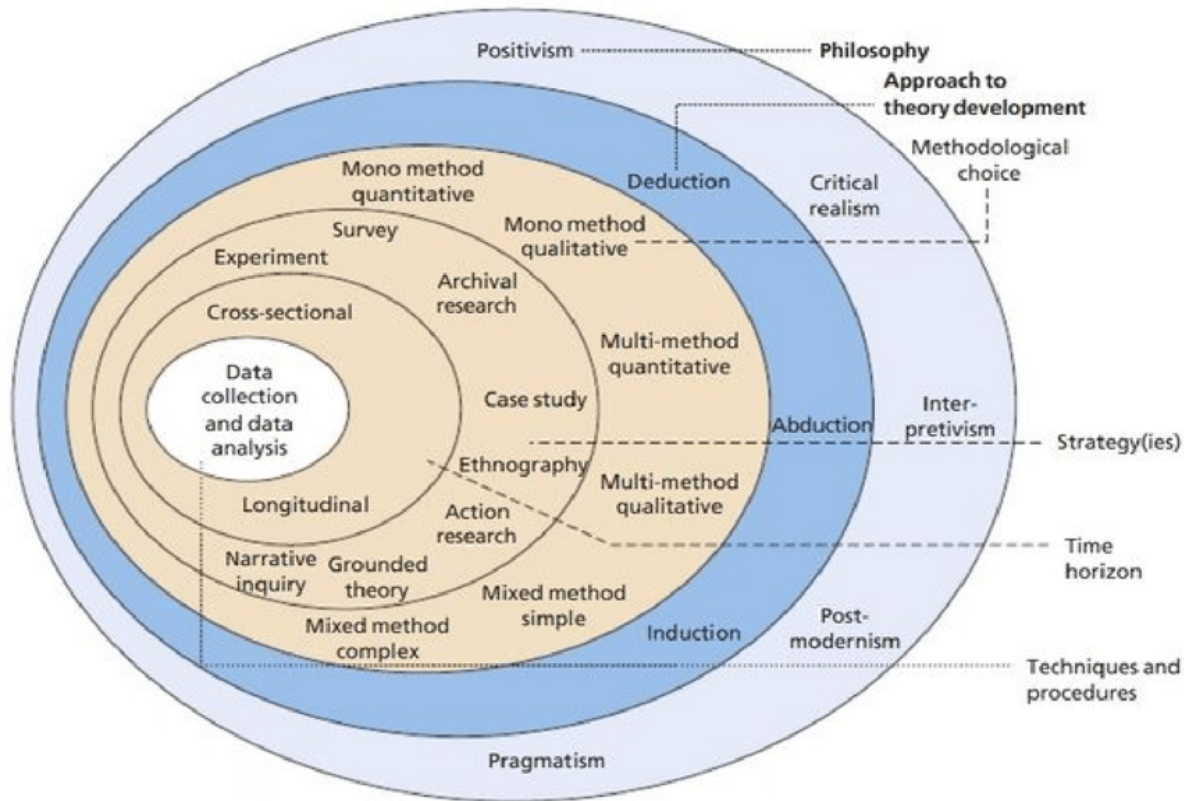 Positivism
Philosophy
Approach to
theory development
Methodological
choice
Mono method
quantitative
Deduction
Critical
realism
Mono method
qualitative
Survey
Experiment
Archival
research
Cross-sectional
Multi-method
quantitative
Data
collection
and data
analysis
Case study
Abduction
Inter-
pretivism
Strategy(ies)
Ethnography
Multi-method
qualitative
Longitudinal
Action
research
Time
horizon
Narrative
inquiry
Grounded
theory
Mixed method
simple
Mixed method
complex
Induction
Post-
modernism
Techniques and
procedures
Pragmatism